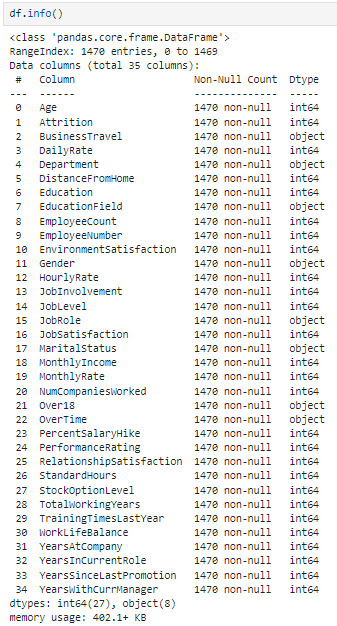 df.info()
<class 'pandas.core.frame.DataFrame'>
RangeIndex: 1470 entries, 0 to 1469
Data columns (total 35 columns):
 #   Column                    Non-Null Count  Dtype
---  ------                    --------------  -----
 0   Age                       1470 non-null   int64
 1   Attrition                 1470 non-null   int64
 2   BusinessTravel            1470 non-null   object
 3   DailyRate                 1470 non-null   int64
 4   Department                1470 non-null   object
 5   DistanceFromHome          1470 non-null   int64
 6   Education                 1470 non-null   int64
 7   EducationField            1470 non-null   object
 8   EmployeeCount             1470 non-null   int64
 9   EmployeeNumber            1470 non-null   int64
 10  EnvironmentSatisfaction   1470 non-null   int64
 11  Gender                    1470 non-null   object
 12  HourlyRate                1470 non-null   int64
 13  JobInvolvement            1470 non-null   int64
 14  JobLevel                  1470 non-null   int64
 15  JobRole                   1470 non-null   object
 16  JobSatisfaction           1470 non-null   int64
 17  MaritalStatus             1470 non-null   object
 18  MonthlyIncome             1470 non-null   int64
 19  MonthlyRate               1470 non-null   int64
 20  NumCompaniesWorked        1470 non-null   int64
 21  Over18                    1470 non-null   object
 22  OverTime                  1470 non-null   object
 23  PercentSalaryHike         1470 non-null   int64
 24  PerformanceRating         1470 non-null   int64
 25  RelationshipSatisfaction  1470 non-null   int64
 26  StandardHours             1470 non-null   int64
 27  StockOptionLevel          1470 non-null   int64
 28  TotalWorkingYears         1470 non-null   int64
 29  TrainingTimesLastYear     1470 non-null   int64
 30  WorkLifeBalance           1470 non-null   int64
 31  YearsAtCompany            1470 non-null   int64
 32  YearsInCurrentRole        1470 non-null   int64
 33  YearsSinceLastPromotion   1470 non-null   int64
 34  YearsWithCurrManager      1470 non-null   int64
dtypes: int64(27), object(8)
memory usage: 402.1+ KB